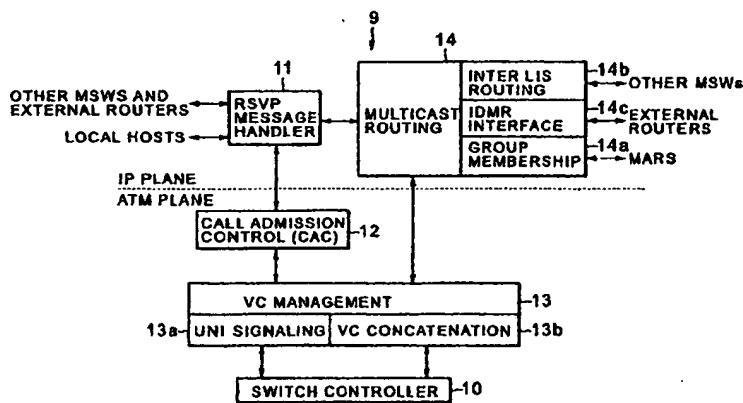 9
14
11
INTER LIS
ROUTING
14b
OTHER MSWs
OTHER MSWS AND
EXTERNAL ROUTERS
RSVP
MESSAGE
HANDLER
MULTICAST
ROUTING
IDMR
INTERFACE
14c
EXTERNAL
ROUTERS
LOCAL HOSTS
GROUP
MEMBERSHIP
14a
MARS
IP PLANE
ATM PLANE
CALL ADMISSION
CONTROL (CAC)
12
VC MANAGEMENT
13
13a
UNI SIGNALING
VC CONCATENATION
13b
SWITCH CONTROLLER
10